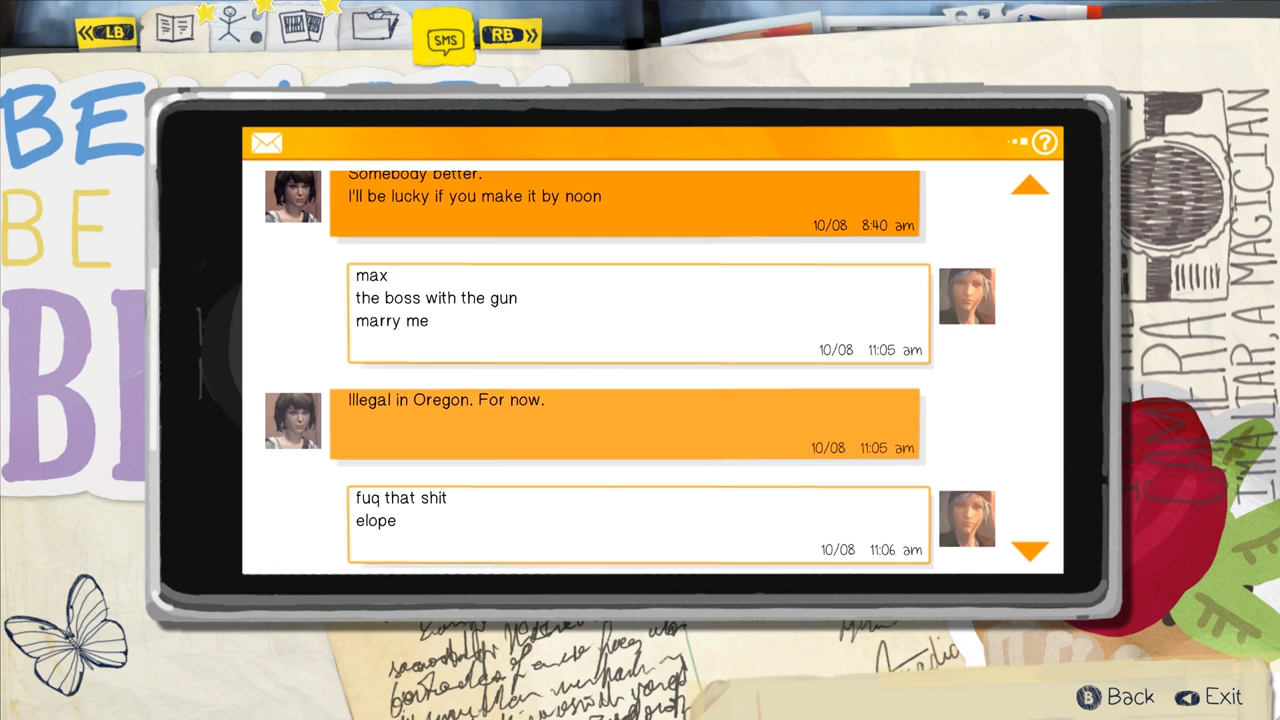 LB
SMS
RB
BE
BE
Somebody better.
I'll be lucky if you make it by noon
10/08 8:40 am
max
the boss with the gun
marry me
10/08 11:05 am
Illegal in Oregon. For now.
10/08 11:05 am
fuq that shit
elope
10/08 11:06 am
A MAGICIAN
B Back
Exit